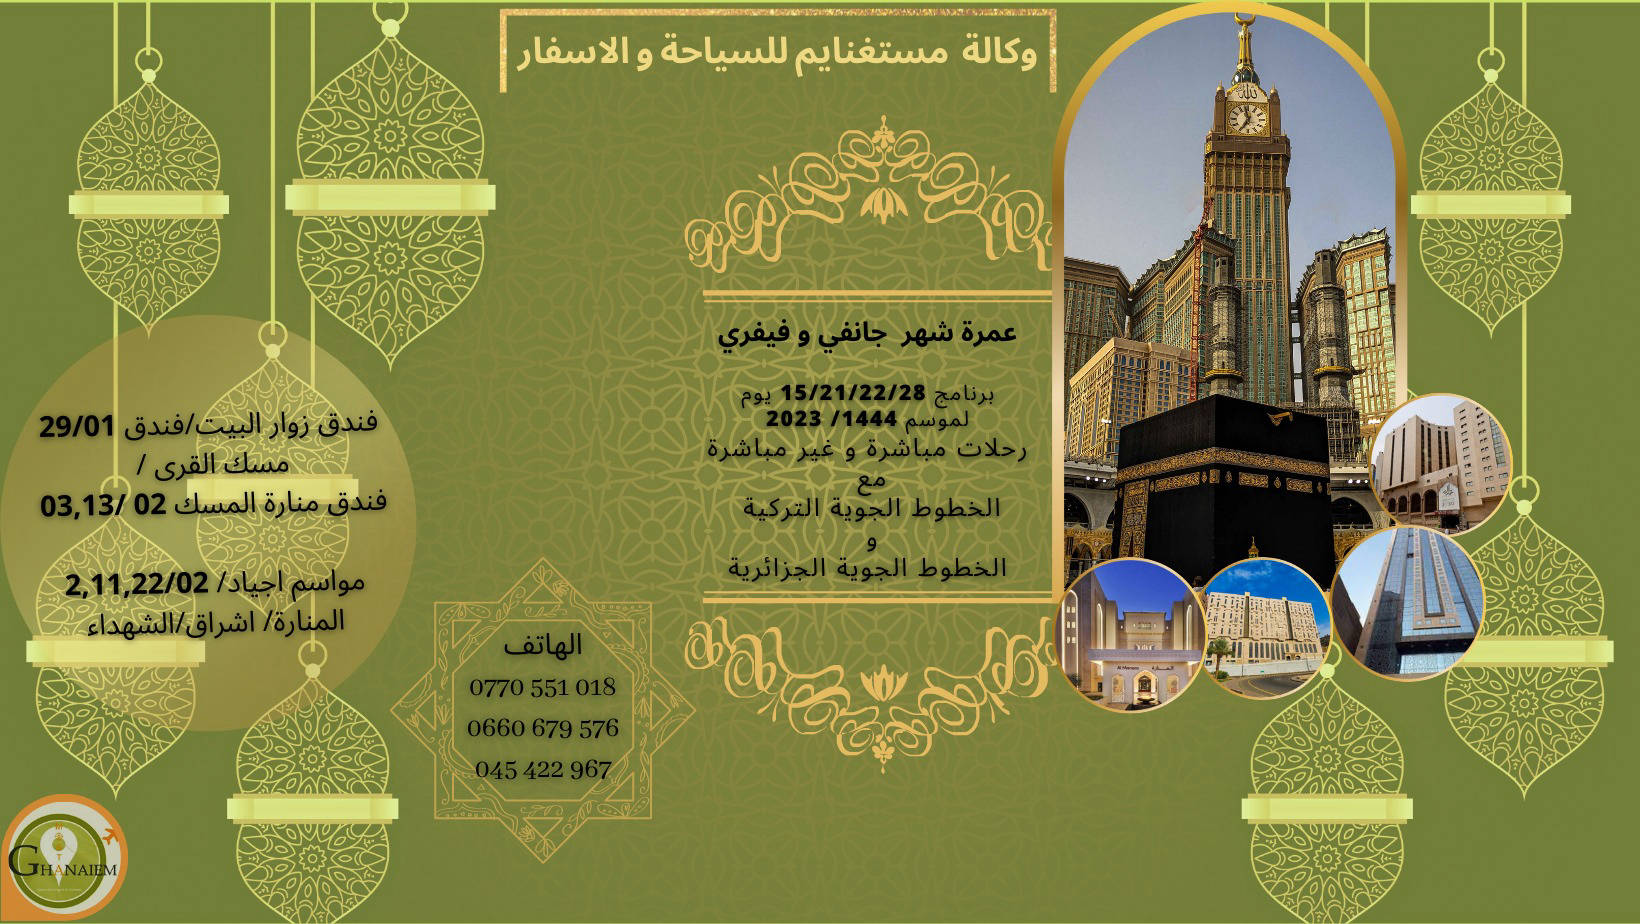 وكالة مستغنايم للسياحة و الاسفار
عمرة شهر جانفي و فيفري
برنامج 15/21/22/28 يوم
لموسم 1444/ 2023
رحلات مباشرة و غير مباشرة
مع
الخطوط الجوية التركية
و
الخطوط الجوية الجزائرية
29/01 فندق زوار البيت/فندق
مسك القرى /
03,13/ 02 فندق منارة المسك
2,11,22/02 /مواسم اجياد
المنارة/ اشراق/الشهداء
الهاتف
0770 551 018
0660 679 576
045 422 967
GHANAIEM